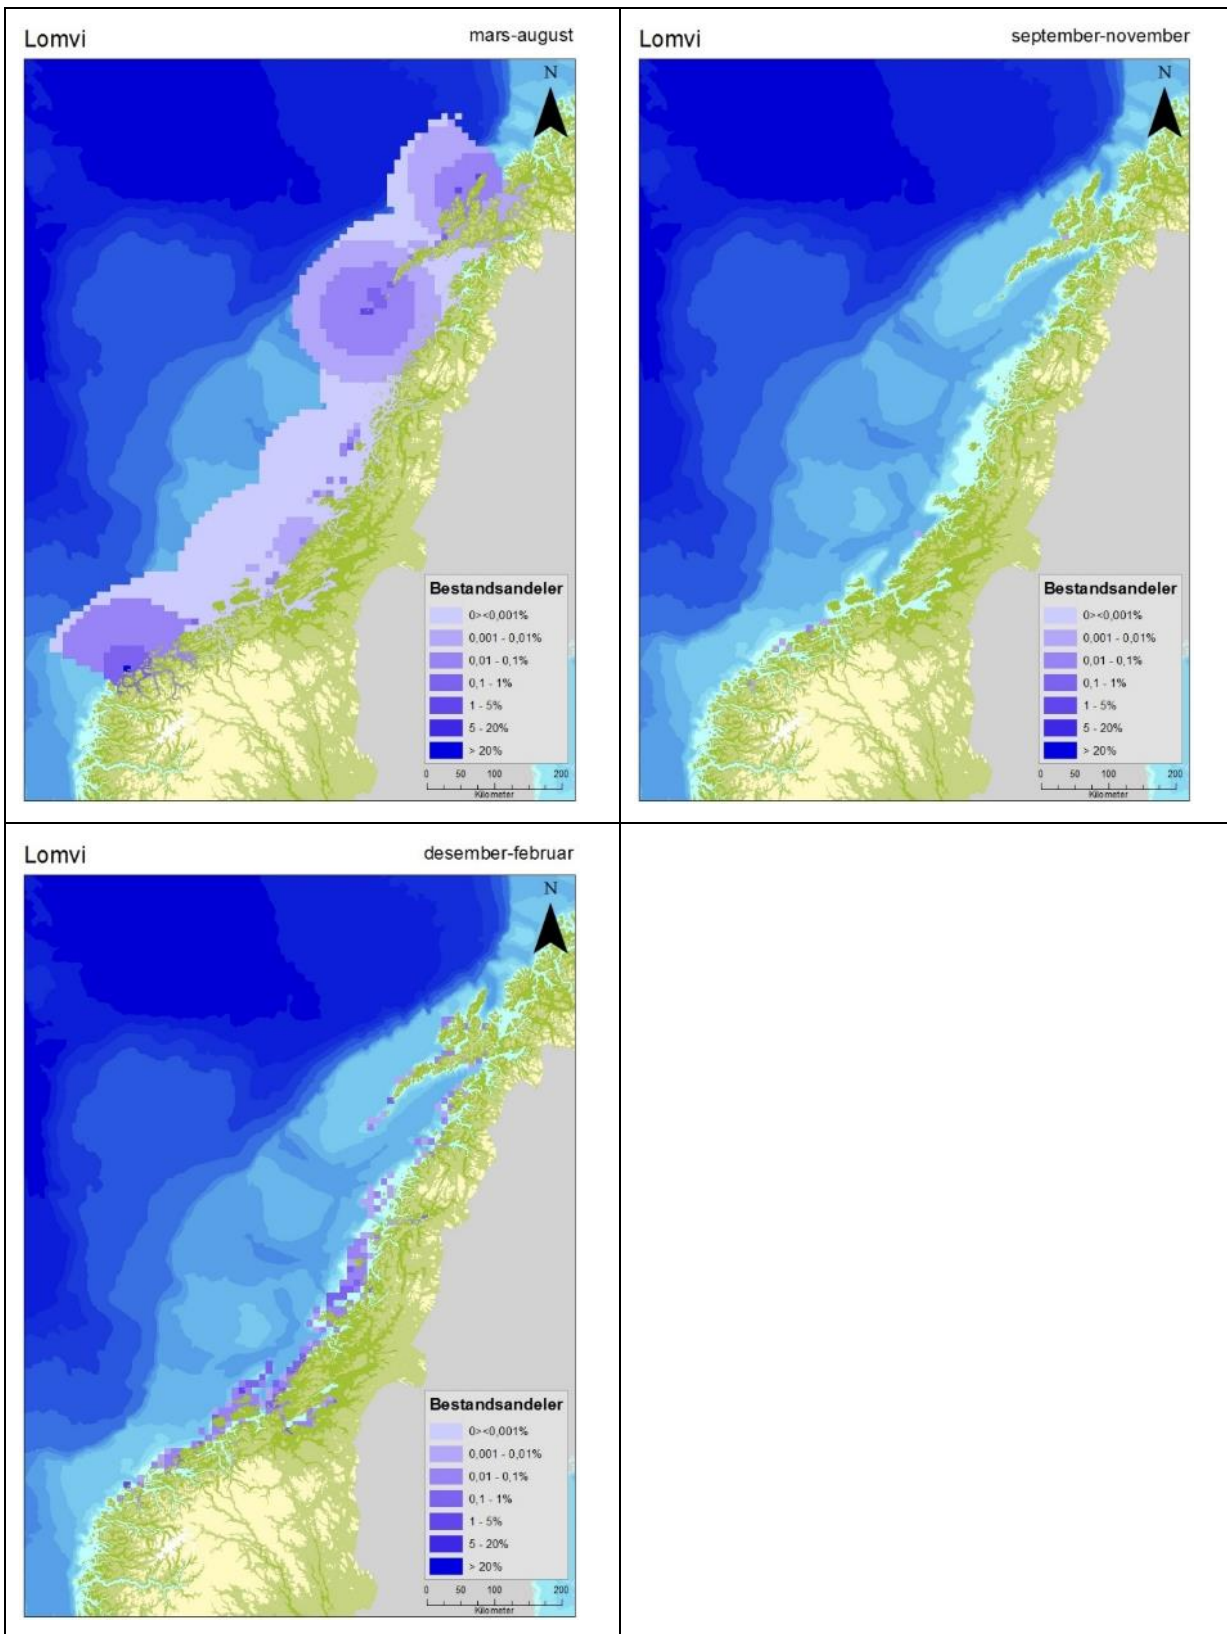 Lomvi
mars-august
N
Bestandsandeler
0><0,001%
0,001 - 0,01%
0,01 - 0,1%
0,1 - 1%
1 - 5%
5 - 20%
> 20%
0 50 100 200
Kilometer
Lomvi
september-november
N
Bestandsandeler
0><0,001%
0,001 - 0,01%
0,01 - 0,1%
0,1 - 1%
1 - 5%
5 - 20%
> 20%
0 50 100 200
Kilometer
Lomvi
desember-februar
N
Bestandsandeler
0><0,001%
0,001 - 0,01%
0,01 - 0,1%
0,1 - 1%
1 - 5%
5 - 20%
> 20%
0 50 100 200
Kilometer